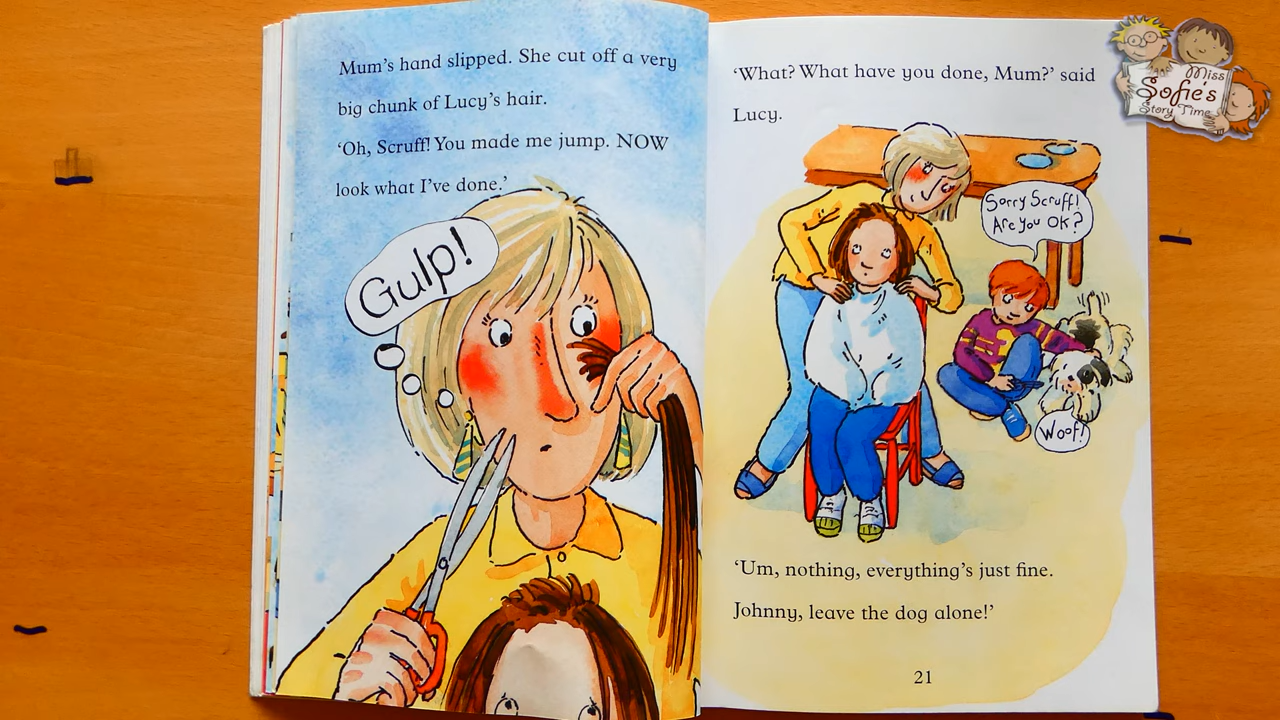 Mum's hand slipped. She cut off a very
big chunk of Lucy's hair.
'Oh, Scruff! You made me jump. NOW
look what I've done.'
Gulp!
'What? What have you done, Mum?' said
Lucy.
Sorry Scruff!
Are you OK?
Woof!
'Um, nothing, everything's just fine.
Johnny, leave the dog alone!'
21
Miss
Sofie's
Story Time